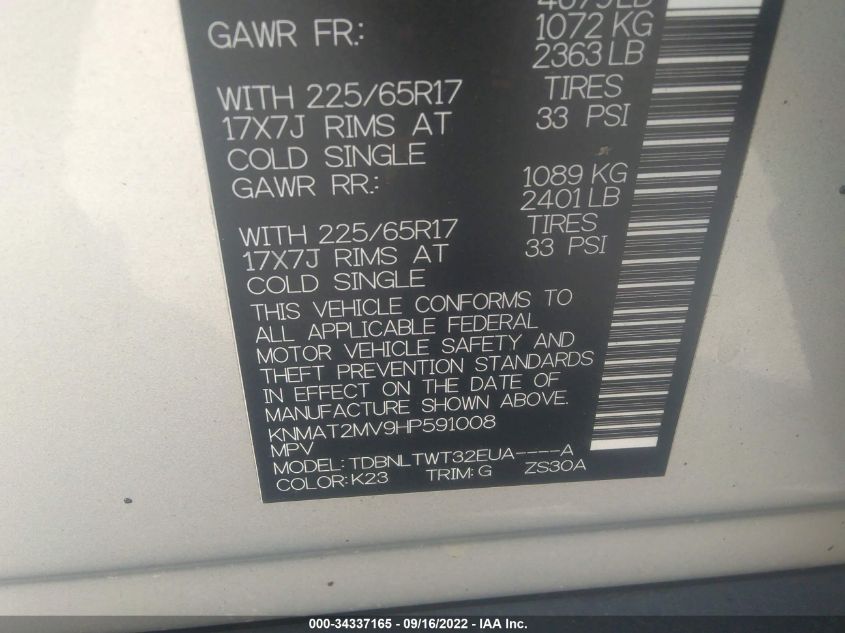 4679 LB
GAWR FR.: 1072 KG
2363 LB
WITH 225/65R17 TIRES
17X7J RIMS AT 33 PSI
COLD SINGLE
GAWR RR.: 1089 KG
2401 LB
WITH 225/65R17 TIRES
17X7J RIMS AT 33 PSI
COLD SINGLE
THIS VEHICLE CONFORMS TO
ALL APPLICABLE FEDERAL
MOTOR VEHICLE SAFETY AND
THEFT PREVENTION STANDARDS
IN EFFECT ON THE DATE OF
MANUFACTURE SHOWN ABOVE.
KNMAT2MV9HP591008
MPV
MODEL: TDBNLTWT32EUA----A
COLOR: K23 TRIM: G ZS30A
000-34337165 - 09/16/2022 - IAA Inc.